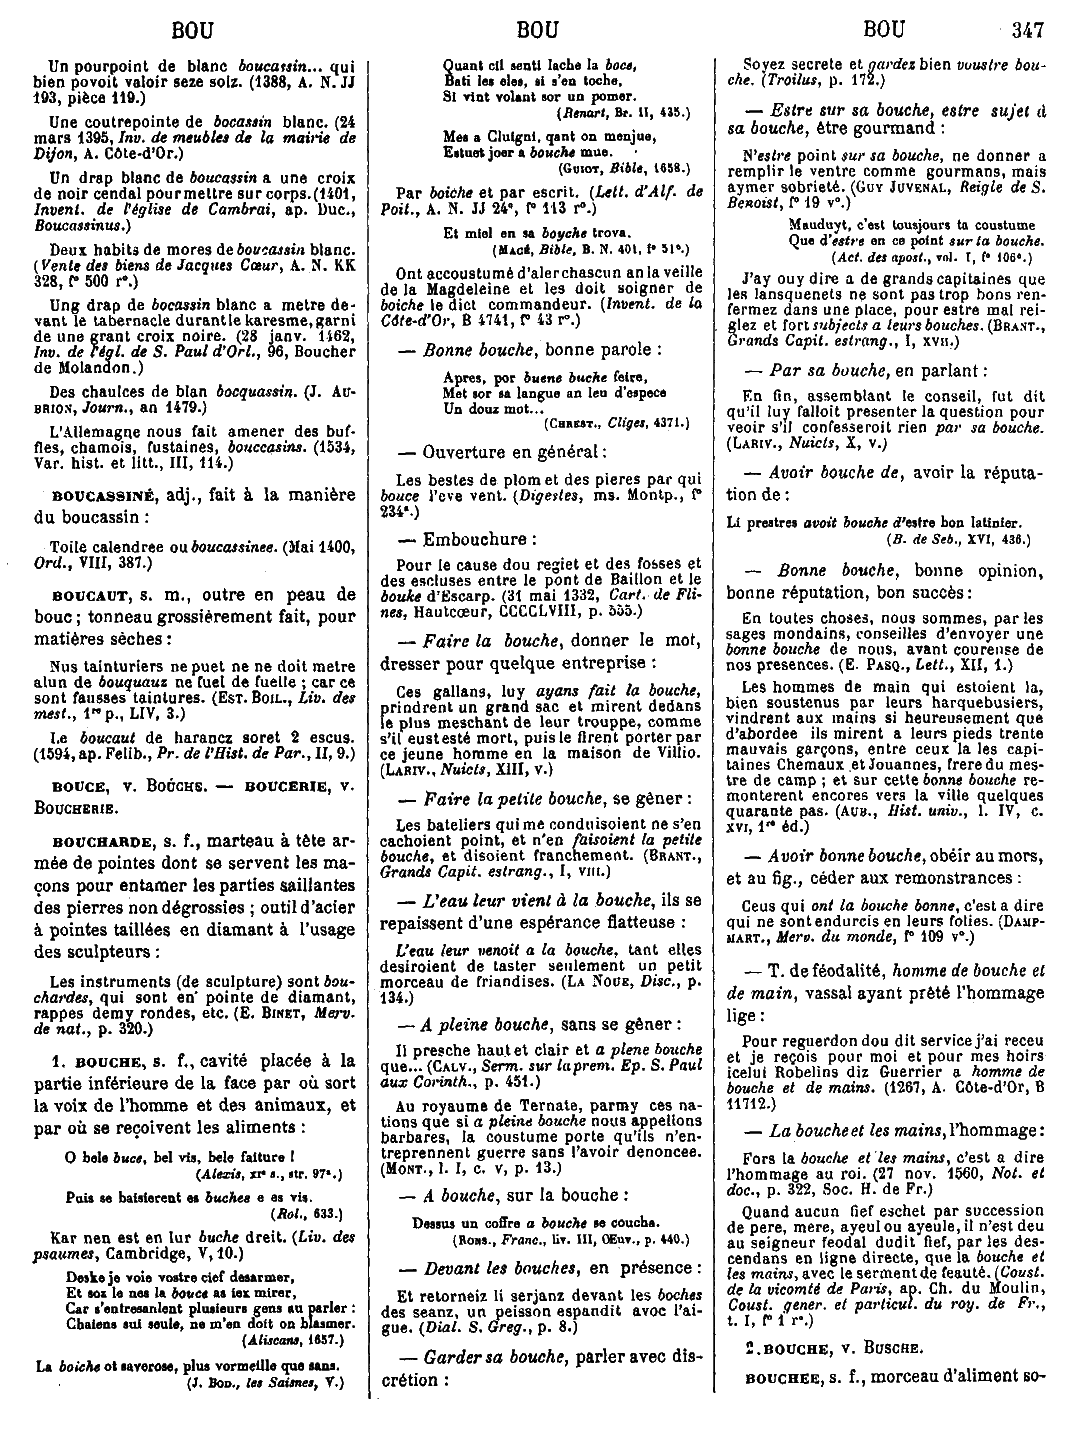 BOU
BOU
BOU 347
Un pourpoint de blanc boucassin... qui
bien povoit valoir seze solz. (1388, A. N. JJ
193, pièce 119.)
Une coutrepointe de bocassin blanc. (24
mars 1395, Inv. de meubles de la mairie de
Dijon, A. Côte-d'Or.)
Un drap blanc de boucassin a une croix
de noir cendal pour mettre sur corps. (1401,
Invent. de l'église de Cambrai, ap. Duc.,
Boucassinus.)
Deux habits de mores de boucassin blanc.
(Vente des biens de Jacques Cœur, A. N. KK
328, f° 500 r°.)
Ung drap de bocassin blanc a metre de-
vant le tabernacle durant le karesme, garni
de une grant croix noire. (28 janv. 1462,
Inv. de l'égl. de S. Paul d'Orl., 96, Boucher
de Molandon.)
Des chaulces de blan bocquassin. (J. AU-
BRION, Journ., an 1479.)
L'Allemagne nous fait amener des buf-
fles, chamois, fustaines, bouccasins. (1534,
Var. hist. et litt., III, 114.)
BOUCASSINÉ, adj., fait à la manière
du boucassin :
Toile calendree ou boucassinee. (Mai 1400,
Ord., VIII, 387.)
BOUCAUT, s. m., outre en peau de
bouc ; tonneau grossièrement fait, pour
matières sèches :
Nus tainturiers ne puet ne ne doit metre
alun de bouquauz ne fuel de fuelle ; car ce
sont fausses taintures. (EST. BOIL., Liv. des
mest., 1re p., LIV, 3.)
Le boucaut de harancz soret 2 escus.
(1594, ap. Felib., Pr. de l'Hist. de Par., II, 9.)
BOUCE, v. BOUCHE. — BOUCERIE, v.
BOUCHERIE.
BOUCHARDE, s. f., marteau à tête ar-
mée de pointes dont se servent les ma-
çons pour entamer les parties saillantes
des pierres non dégrossies ; outil d'acier
à pointes taillées en diamant à l'usage
des sculpteurs :
Les instruments (de sculpture) sont bou-
chardes, qui sont en pointe de diamant,
rappes demy rondes, etc. (E. BINET, Merv.
de nat., p. 320.)
1. BOUCHE, s. f., cavité placée à la
partie inférieure de la face par où sort
la voix de l'homme et des animaux, et
par où se reçoivent les aliments :
O bele buce, bel vis, bele faiture !
(Alexis, XIe s., str. 97a.)
Puis se baisierent es buches e es vis.
(Rol., 633.)
Kar nen est en lur buche dreit. (Liv. des
psaumes, Cambridge, V, 10.)
Deske je voie vostre cief desarmer,
Et soz le nes la bouce as iex mirer,
Car s'entresanlent plusieurs gens au parler :
Chaiens sui seule, ne m'en doit on blasmer.
(Aliscans, 1657.)
La boiche ot saverose, plus vormeille que sans.
(J. BOD., les Saisnes, V.)
Quant cil senti lache la boce,
Bati les eles, si s'en toche,
Si vint volant sor un pomer.
(Renart, Br. II, 435.)
Mes a Cluigni, qant on menjue,
Estuet joer a bouche mue.
(GUIOT, Bible, 1658.)
Par boiche et par escrit. (Lett. d'Alf. de
Poit., A. N. JJ 24a, f° 113 r°.)
Et miel en sa boyche trova.
(MACÉ, Bible, B. N. 401, f° 51c.)
Ont accoustumé d'aler chascun an la veille
de la Magdeleine et les doit soigner de
boiche le dict commandeur. (Invent. de la
Côte-d'Or, B 4741, f° 43 r°.)
— Bonne bouche, bonne parole :
Apres, por buene buche feire,
Met sor sa langue an leu d'espece
Un douz mot...
(CHREST., Cliges, 4371.)
— Ouverture en général :
Les bestes de plom et des pieres par qui
bouce l'eve vent. (Digestes, ms. Montp., f°
234a.)
— Embouchure :
Pour le cause dou regiet et des fosses et
des escluses entre le pont de Baillon et le
bouke d'Escarp. (31 mai 1332, Cart. de Fli-
nes, Hautcœur, CCCCLVIII, p. 555.)
— Faire la bouche, donner le mot,
dresser pour quelque entreprise :
Ces gallans, luy ayans fait la bouche,
prindrent un grand sac et mirent dedans
le plus meschant de leur trouppe, comme
s'il eust esté mort, puis le firent porter par
ce jeune homme en la maison de Villio.
(LARIV., Nuicts, XIII, v.)
— Faire la petite bouche, se gêner :
Les bateliers qui me conduisoient ne s'en
cachoient point, et n'en faisoient la petite
bouche, et disoient franchement. (BRANT.,
Grands Capit. estrang., I, VIII.)
— L'eau leur vient à la bouche, ils se
repaissent d'une espérance flatteuse :
L'eau leur venoit a la bouche, tant elles
desiroient de taster seulement un petit
morceau de friandises. (LA NOUE, Disc., p.
134.)
— A pleine bouche, sans se gêner :
Il presche haut et clair et a plene bouche
que... (CALV., Serm. sur la prem. Ep. S. Paul
aux Corinth., p. 451.)
Au royaume de Ternate, parmy ces na-
tions que si a pleine bouche nous appellons
barbares, la coustume porte qu'ils n'en-
treprennent guerre sans l'avoir denoncee.
(MONT., l. I, c. v, p. 13.)
— A bouche, sur la bouche :
Dessus un coffre a bouche se coucha.
(RONS., Franc., liv. III, Œuv., p. 440.)
— Devant les bouches, en présence :
Et retorneiz li serjanz devant les boches
des seanz, un peisson espandit avoc l'ai-
gue. (Dial. S. Greg., p. 8.)
— Garder sa bouche, parler avec dis-
crétion :
Soyez secrete et gardez bien voustre bou-
che. (Troilus, p. 172.)
— Estre sur sa bouche, estre sujet à
sa bouche, être gourmand :
N'estre point sur sa bouche, ne donner a
remplir le ventre comme gourmans, mais
aymer sobrieté. (GUY JUVENAL, Reigle de S.
Benoist, f° 19 v°.)
Mauduyt, c'est tousjours ta coustume
Que d'estre en ce point sur ta bouche.
(Act. des apost., vol. I, f° 106c.)
J'ay ouy dire a de grands capitaines que
les lansquenets ne sont pas trop bons ren-
fermez dans une place, pour estre mal rei-
glez et fort subjects a leurs bouches. (BRANT.,
Grands Capit. estrang., I, XVII.)
— Par sa bouche, en parlant :
En fin, assemblant le conseil, fut dit
qu'il luy falloit presenter la question pour
veoir s'il confesseroit rien par sa bouche.
(LARIV., Nuicts, X, v.)
— Avoir bouche de, avoir la réputa-
tion de :
Li prestres avoit bouche d'estre bon latinier.
(B. de Seb., XVI, 436.)
— Bonne bouche, bonne opinion,
bonne réputation, bon succès :
En toutes choses, nous sommes, par les
sages mondains, conseilles d'envoyer une
bonne bouche de nous, avant coureuse de
nos presences. (E. PASQ., Lett., XII, 1.)
Les hommes de main qui estoient la,
bien soustenus par leurs harquebusiers,
vindrent aux mains si heureusement que
d'abordee ils mirent a leurs pieds trente
mauvais garçons, entre ceux la les capi-
taines Chemaux et Jouannes, frere du mes-
tre de camp ; et sur cette bonne bouche re-
monterent encores vers la ville quelques
quarante pas. (AUB., Hist. univ., l. IV, c.
XVI, 1re éd.)
— Avoir bonne bouche, obéir au mors,
et au fig., céder aux remonstrances :
Ceus qui ont la bouche bonne, c'est a dire
qui ne sont endurcis en leurs folies. (DAMP-
MART., Merv. du monde, f° 109 v°.)
— T. de féodalité, homme de bouche et
de main, vassal ayant prêté l'hommage
lige :
Pour reguerdon dou dit service j'ai receu
et je reçois pour moi et pour mes hoirs
icelui Robelins diz Guerrier a homme de
bouche et de mains. (1267, A. Côte-d'Or, B
11712.)
— La bouche et les mains, l'hommage :
Fors la bouche et les mains, c'est a dire
l'hommage au roi. (27 nov. 1560, Not. et
doc., p. 322, Soc. H. de Fr.)
Quand aucun fief eschet par succession
de pere, mere, ayeul ou ayeule, il n'est deu
au seigneur feodal dudit fief, par les des-
cendans en ligne directe, que la bouche et
les mains, avec le serment de feauté. (Coust.
de la vicomté de Paris, ap. Ch. du Moulin,
Coust. gener. et particul. du roy. de Fr.,
t. I, f° 1 r°.)
2. BOUCHE, v. BUSCHE.
BOUCHEE, s. f., morceau d'aliment so-